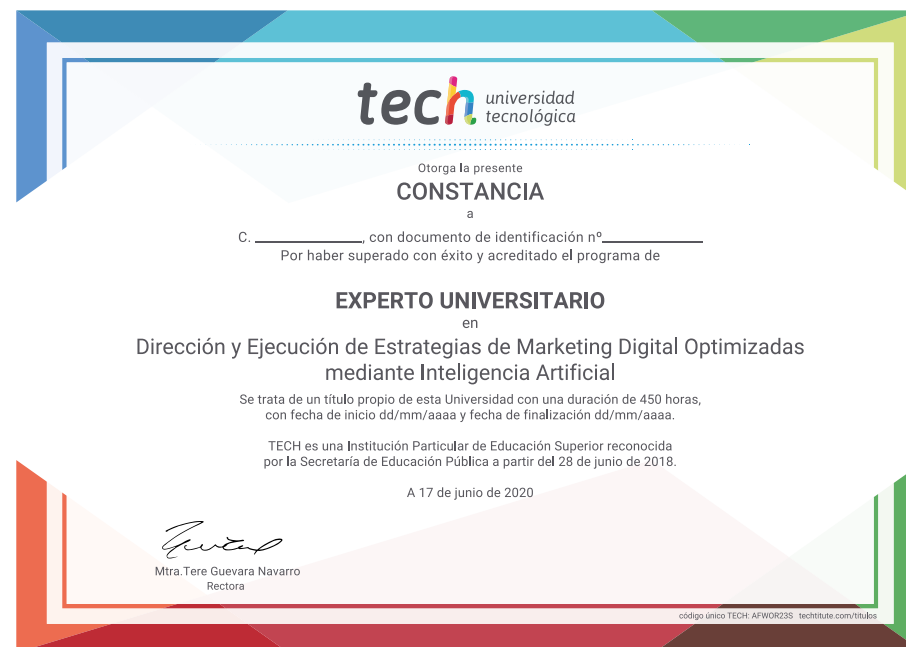 tech universidad
tecnológica
Otorga la presente
CONSTANCIA
a
C. ____________, con documento de identificación nº____________
Por haber superado con éxito y acreditado el programa de
EXPERTO UNIVERSITARIO
en
Dirección y Ejecución de Estrategias de Marketing Digital Optimizadas
mediante Inteligencia Artificial
Se trata de un título propio de esta Universidad con una duración de 450 horas,
con fecha de inicio dd/mm/aaaa y fecha de finalización dd/mm/aaaa.
TECH es una Institución Particular de Educación Superior reconocida
por la Secretaría de Educación Pública a partir del 28 de junio de 2018.
A 17 de junio de 2020
Mtra.Tere Guevara Navarro
Rectora
código único TECH: AFWOR23S techtitute.com/titulos